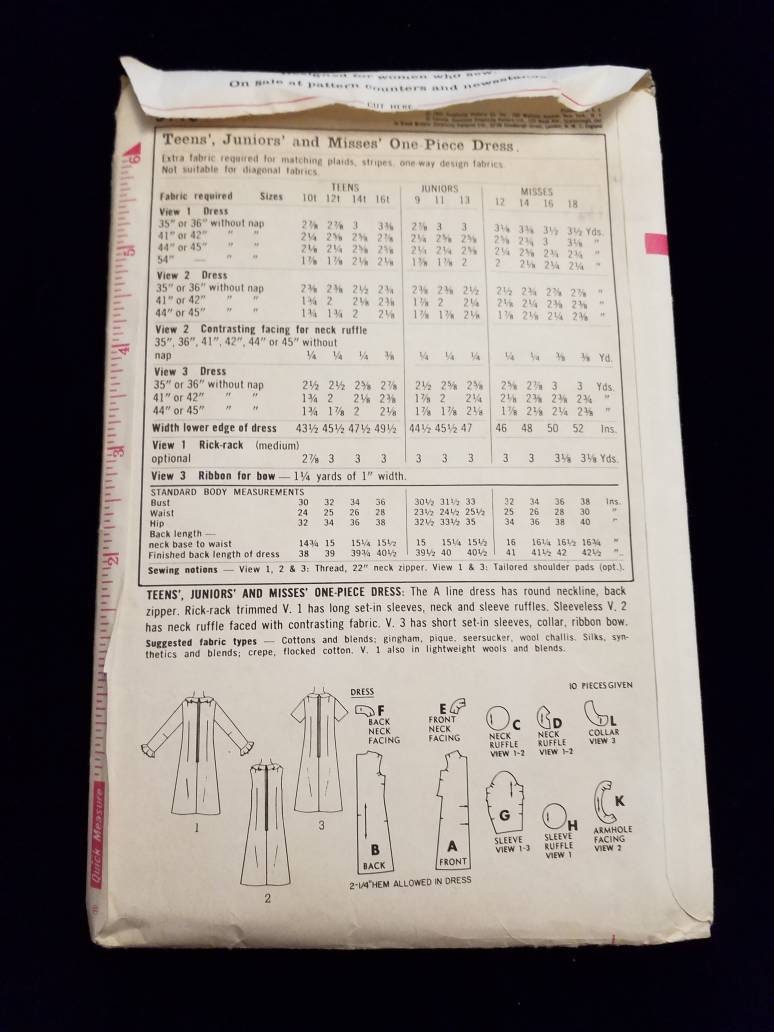 On sale at pattern counters and newsstands
CUT HERE
Teens', Juniors' and Misses' One-Piece Dress.
Extra fabric required for matching plaids, stripes, one-way design fabrics.
Not suitable for diagonal fabrics.
TEENS JUNIORS MISSES
Fabric required Sizes 10t 12t 14t 16t 9 11 13 12 14 16 18
View 1 Dress
35" or 36" without nap 2⅞ 2⅞ 3 3⅜ 2⅞ 3 3 3⅛ 3⅜ 3½ 3½ Yds.
41" or 42" " " 2¼ 2⅝ 2⅝ 2⅞ 2¼ 2⅝ 2⅝ 2⅝ 2¾ 3 3⅛ "
44" or 45" " " 2⅛ 2¼ 2⅝ 2⅝ 2¼ 2¼ 2⅝ 2¼ 2⅝ 2¾ 2¾ "
54" — " 1⅞ 1⅞ 2⅛ 2⅛ 1⅞ 1⅞ 2 2 2⅛ 2¼ 2¼ "
View 2 Dress
35" or 36" without nap 2⅜ 2⅜ 2½ 2¾ 2⅜ 2⅜ 2½ 2½ 2¾ 2⅞ 2⅞ "
41" or 42" " " 1¾ 2 2⅛ 2⅜ 1⅞ 2 2¼ 2⅛ 2¼ 2⅜ 2⅜ "
44" or 45" " " 1¾ 1¾ 2 2⅛ 1⅞ 1⅞ 2⅛ 1⅞ 2⅛ 2¼ 2⅜ "
View 2 Contrasting facing for neck ruffle
35", 36", 41", 42", 44" or 45" without
nap ¼ ¼ ¼ ⅜ ¼ ¼ ¼ ¼ ¼ ⅜ ⅜ Yd.
View 3 Dress
35" or 36" without nap 2½ 2½ 2⅝ 2⅞ 2½ 2⅝ 2⅝ 2⅝ 2⅞ 3 3 Yds.
41" or 42" " " 1¾ 2 2⅛ 2⅜ 1⅞ 2 2¼ 2⅛ 2⅜ 2⅜ 2¾ "
44" or 45" " " 1¾ 1⅞ 2 2⅛ 1⅞ 1⅞ 2⅛ 1⅞ 2⅛ 2¼ 2⅜ "
Width lower edge of dress 43½ 45½ 47½ 49½ 44½ 45½ 47 46 48 50 52 Ins.
View 1 Rick-rack (medium)
optional 2⅞ 3 3 3 3 3 3 3 3 3⅛ 3⅛ Yds.
View 3 Ribbon for bow — 1¼ yards of 1" width.
STANDARD BODY MEASUREMENTS
Bust 30 32 34 36 30½ 31½ 33 32 34 36 38 Ins.
Waist 24 25 26 28 23½ 24½ 25½ 25 26 28 30 "
Hip 32 34 36 38 32½ 33½ 35 34 36 38 40 "
Back length —
neck base to waist 14¾ 15 15¼ 15½ 15 15¼ 15½ 16 16¼ 16½ 16¾ "
Finished back length of dress 38 39 39¾ 40½ 39½ 40 40½ 41 41½ 42 42½ "
Sewing notions — View 1, 2 & 3: Thread, 22" neck zipper. View 1 & 3: Tailored shoulder pads (opt.).
TEENS', JUNIORS' AND MISSES' ONE-PIECE DRESS: The A line dress has round neckline, back
zipper. Rick-rack trimmed V. 1 has long set-in sleeves, neck and sleeve ruffles. Sleeveless V. 2
has neck ruffle faced with contrasting fabric. V. 3 has short set-in sleeves, collar, ribbon bow.
Suggested fabric types — Cottons and blends; gingham, pique, seersucker, wool challis. Silks, syn-
thetics and blends; crepe, flocked cotton. V. 1 also in lightweight wools and blends.
10 PIECES GIVEN
DRESS
F
BACK
NECK
FACING
E
FRONT
NECK
FACING
C
NECK
RUFFLE
VIEW 1-2
D
NECK
RUFFLE
VIEW 1-2
L
COLLAR
VIEW 3
B
BACK
A
FRONT
G
SLEEVE
VIEW 1-3
H
SLEEVE
RUFFLE
VIEW 1
K
ARMHOLE
FACING
VIEW 2
1
2
3
2-1/4" HEM ALLOWED IN DRESS
6
5
4
3
2
Quick Measure